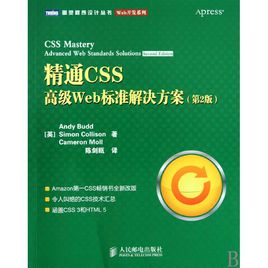 图灵程序设计丛书 Web开发系列
Apress®
CSS Mastery
Advanced Web Standards Solutions Second Edition
精通CSS
高级Web标准解决方案(第2版)
Andy Budd
[英] Simon Collison 著
Cameron Moll
陈剑瓯 译
Amazon第一CSS畅销书全新改版
令人叫绝的CSS技术汇总
涵盖CSS 3和HTML 5
人民邮电出版社
POSTS & TELECOM PRESS